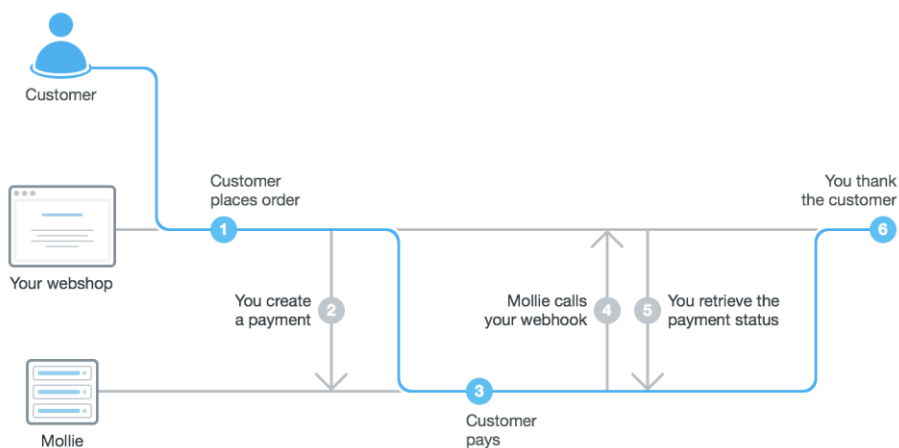 Customer
Customer
places order
1
You thank
the customer
6
Your webshop
You create
a payment
2
Mollie calls
your webhook
4
5
You retrieve the
payment status
3
Customer
pays
Mollie